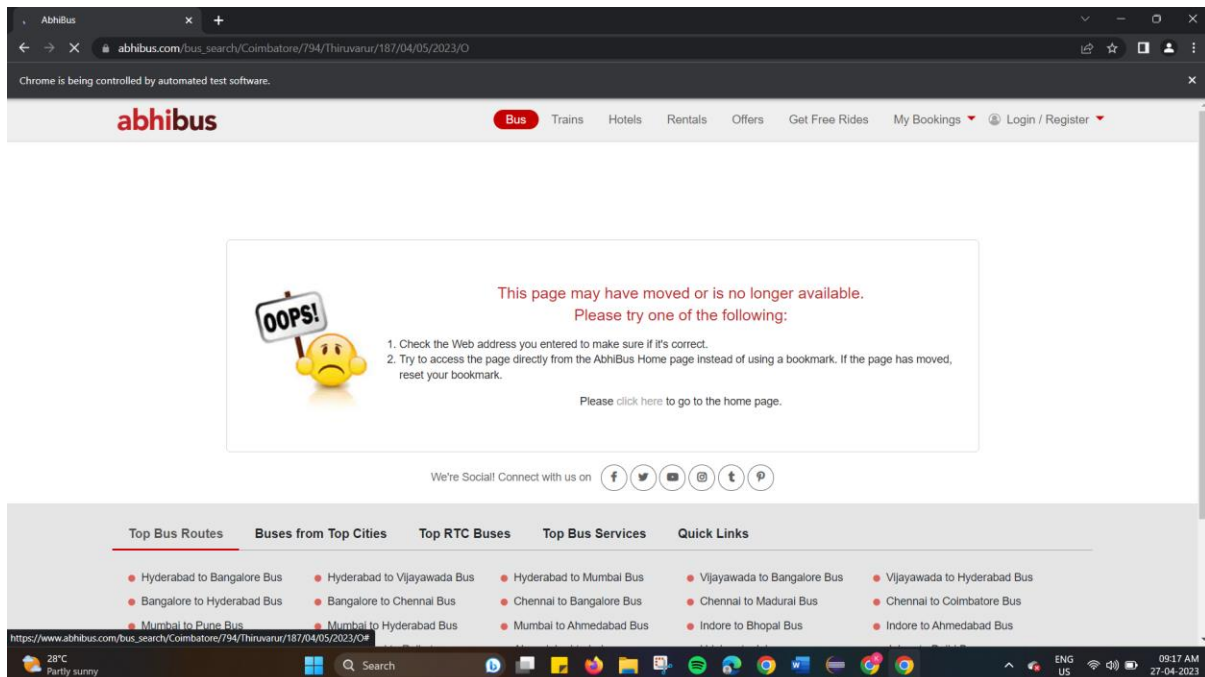 AbhiBus
abhibus.com/bus_search/Coimbatore/794/Thiruvarur/187/04/05/2023/O
Chrome is being controlled by automated test software.
abhibus
Bus Trains Hotels Rentals Offers Get Free Rides My Bookings Login / Register
OOPS!
This page may have moved or is no longer available.
Please try one of the following:
1. Check the Web address you entered to make sure if it's correct.
2. Try to access the page directly from the AbhiBus Home page instead of using a bookmark. If the page has moved,
reset your bookmark.
Please click here to go to the home page.
We're Social! Connect with us on
Top Bus Routes Buses from Top Cities Top RTC Buses Top Bus Services Quick Links
Hyderabad to Bangalore Bus Hyderabad to Vijayawada Bus Hyderabad to Mumbai Bus Vijayawada to Bangalore Bus Vijayawada to Hyderabad Bus
Bangalore to Hyderabad Bus Bangalore to Chennai Bus Chennai to Bangalore Bus Chennai to Madurai Bus Chennai to Coimbatore Bus
Mumbai to Pune Bus Mumbai to Hyderabad Bus Mumbai to Ahmedabad Bus Indore to Bhopal Bus Indore to Ahmedabad Bus
https://www.abhibus.com/bus_search/Coimbatore/794/Thiruvarur/187/04/05/2023/O#
28°C
Partly sunny
Search
ENG
US
09:17 AM
27-04-2023